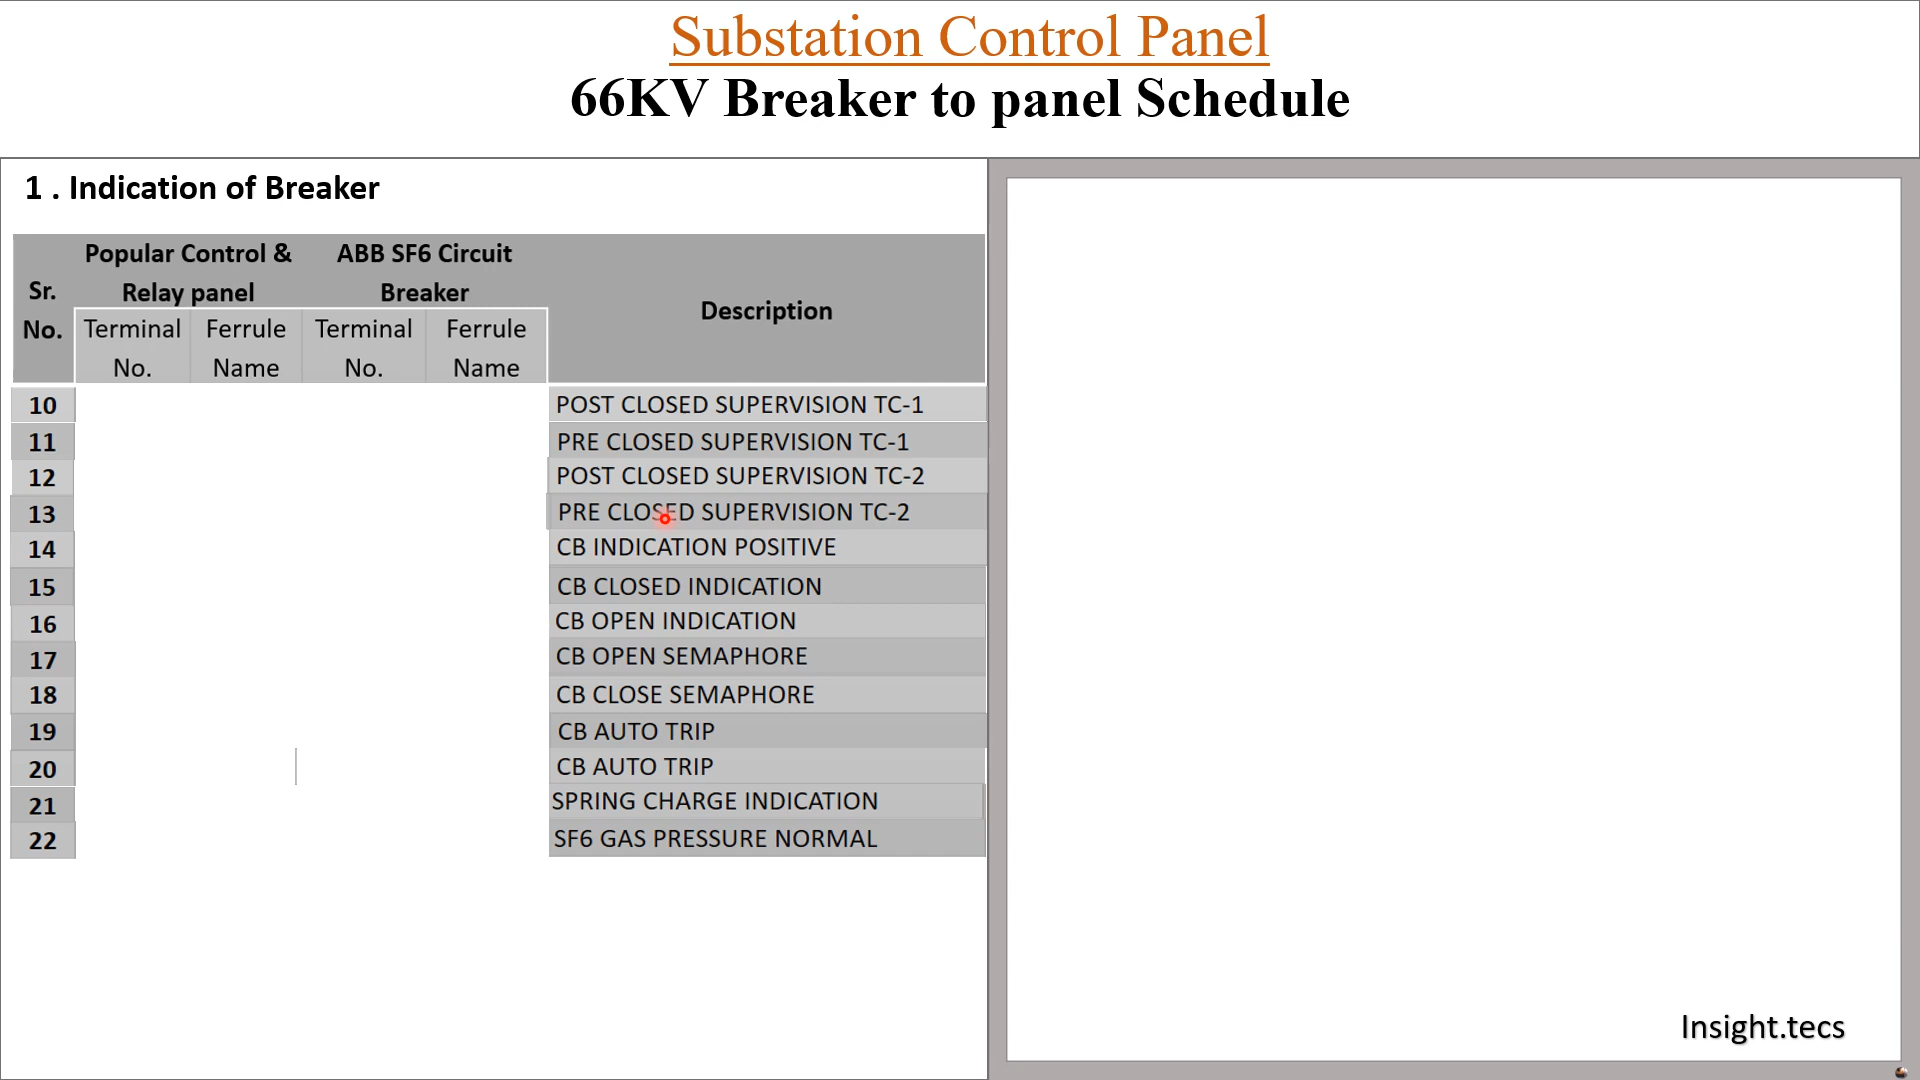 Substation Control Panel
66KV Breaker to panel Schedule
1 . Indication of Breaker
Sr. No.
Popular Control & Relay panel
ABB SF6 Circuit Breaker
Description
Terminal No.
Ferrule Name
Terminal No.
Ferrule Name
10 POST CLOSED SUPERVISION TC-1
11 PRE CLOSED SUPERVISION TC-1
12 POST CLOSED SUPERVISION TC-2
13 PRE CLOSED SUPERVISION TC-2
14 CB INDICATION POSITIVE
15 CB CLOSED INDICATION
16 CB OPEN INDICATION
17 CB OPEN SEMAPHORE
18 CB CLOSE SEMAPHORE
19 CB AUTO TRIP
20 CB AUTO TRIP
21 SPRING CHARGE INDICATION
22 SF6 GAS PRESSURE NORMAL
Insight.tecs